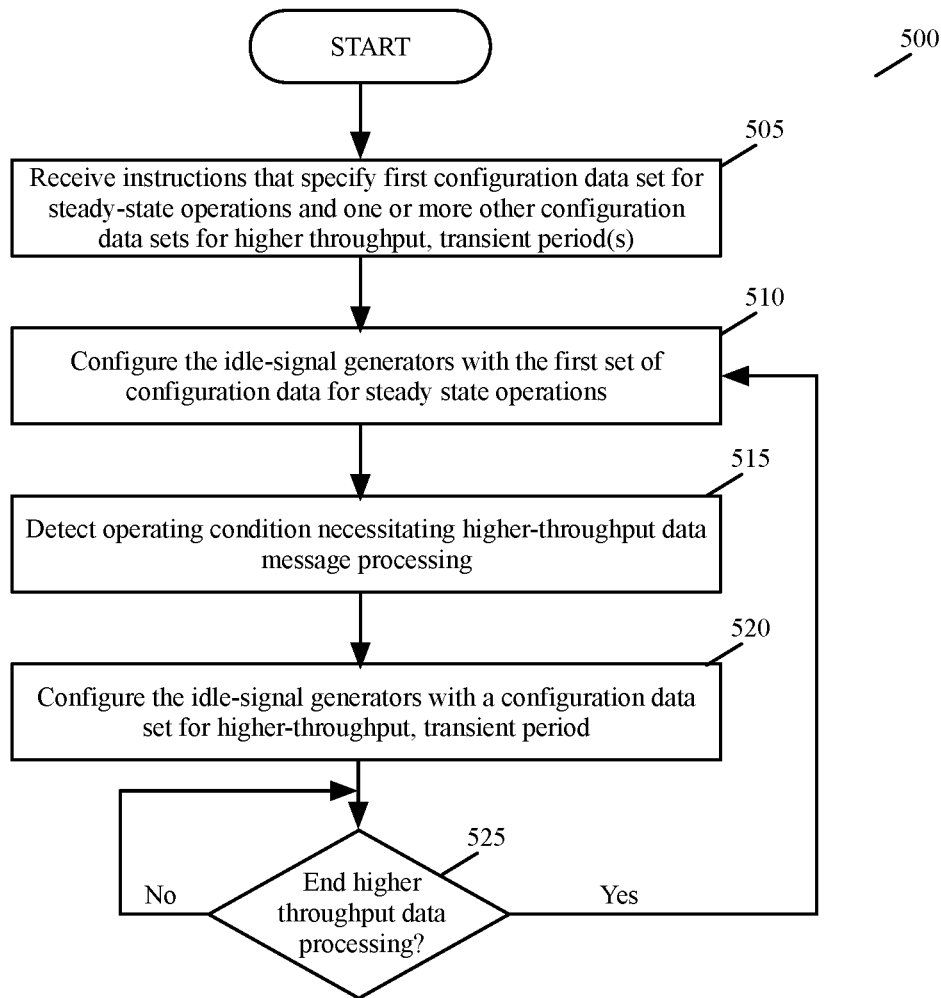 START
500
505
Receive instructions that specify first configuration data set for
steady-state operations and one or more other configuration
data sets for higher throughput, transient period(s)
510
Configure the idle-signal generators with the first set of
configuration data for steady state operations
515
Detect operating condition necessitating higher-throughput data
message processing
520
Configure the idle-signal generators with a configuration data
set for higher-throughput, transient period
525
End higher
throughput data
processing?
No
Yes